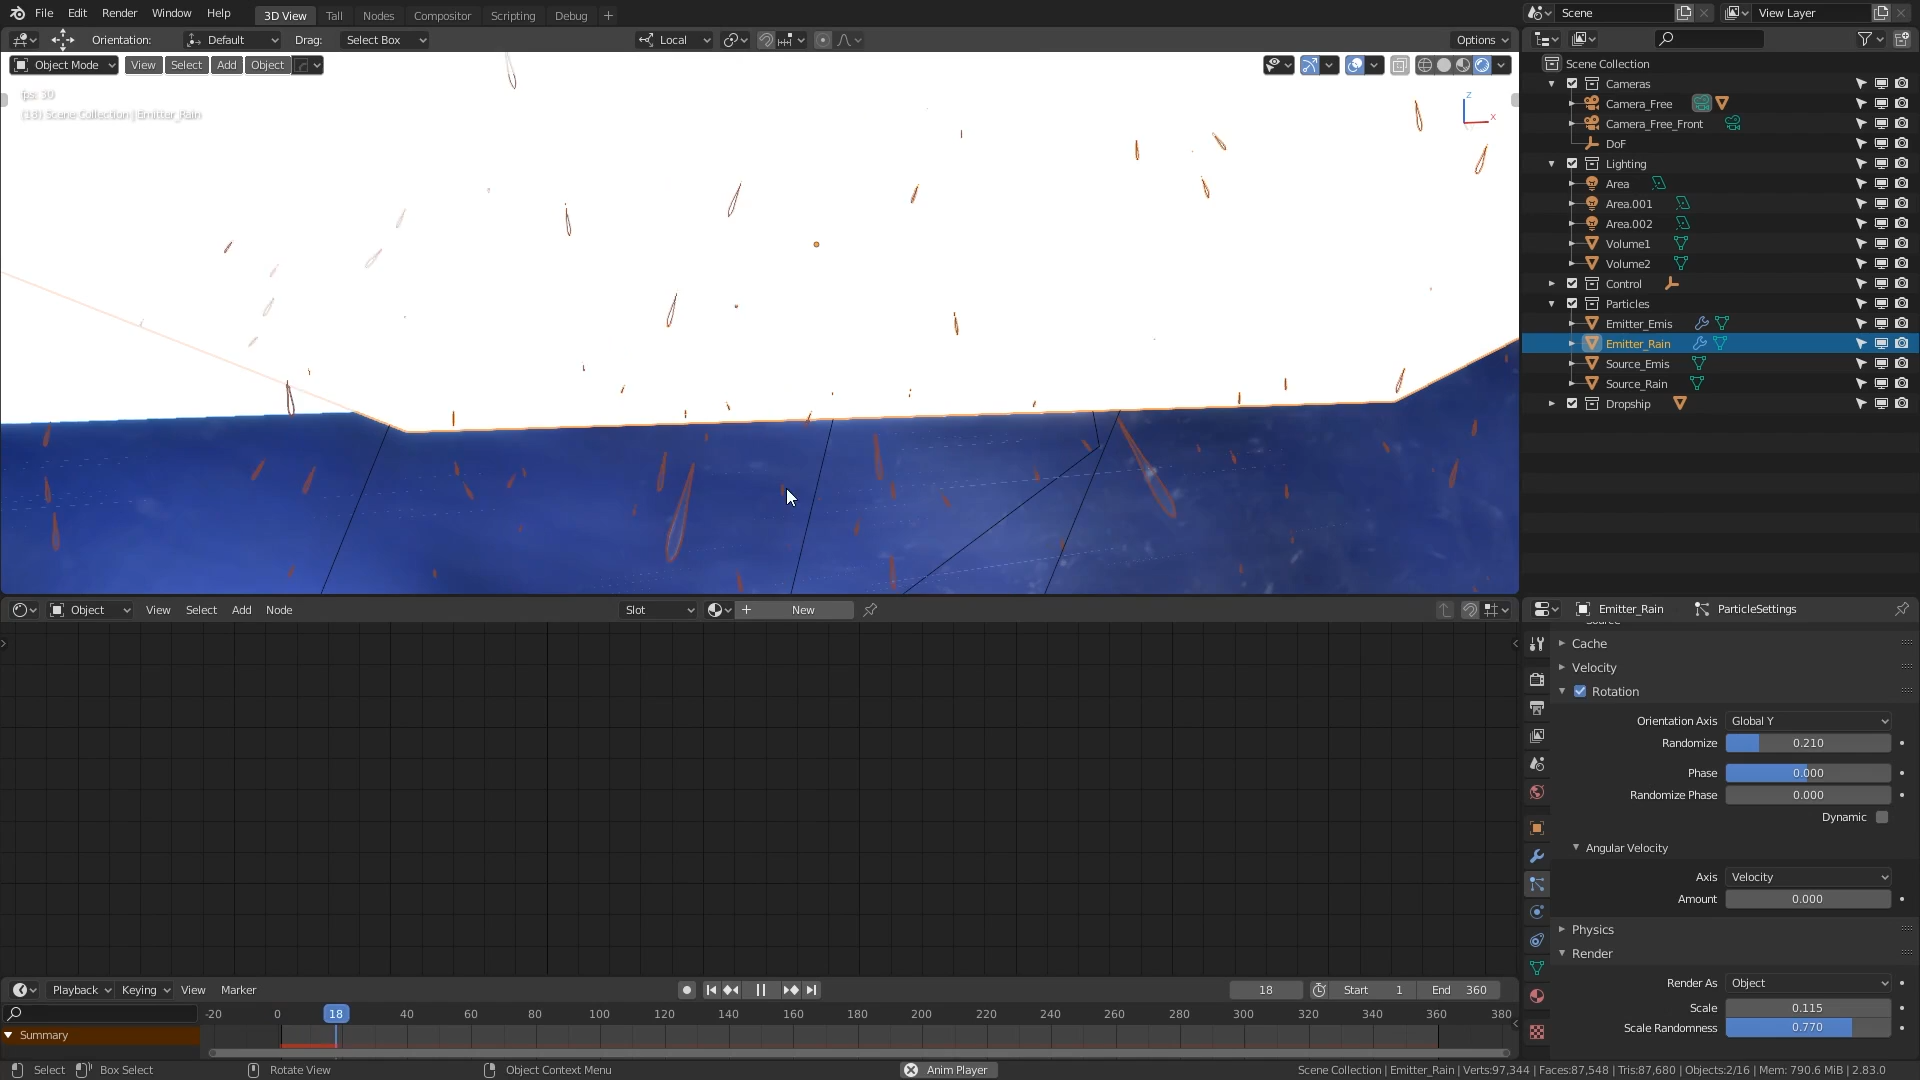 File Edit Render Window Help 3D View Tall Nodes Compositor Scripting Debug + Scene View Layer
Orientation: Default Drag: Select Box Local Options
Object Mode View Select Add Object
fps: 30
(18) Scene Collection | Emitter_Rain
Z
X
Scene Collection
Cameras
Camera_Free
Camera_Free_Front
DoF
Lighting
Area
Area.001
Area.002
Volume1
Volume2
Control
Particles
Emitter_Emis
Emitter_Rain
Source_Emis
Source_Rain
Dropship
Object View Select Add Node Slot + New
Emitter_Rain ParticleSettings
Source
Cache
Velocity
Rotation
Orientation Axis Global Y
Randomize 0.210
Phase 0.000
Randomize Phase 0.000
Dynamic
Angular Velocity
Axis Velocity
Amount 0.000
Physics
Render
Render As Object
Scale 0.115
Scale Randomness 0.770
Playback Keying View Marker 18 Start 1 End 360
-20 0 18 40 60 80 100 120 140 160 180 200 220 240 260 280 300 320 340 360 380
Summary
Select Box Select Rotate View Object Context Menu Anim Player Scene Collection | Emitter_Rain | Verts:97,344 | Faces:87,548 | Tris:87,680 | Objects:2/16 | Mem: 790.6 MiB | 2.83.0